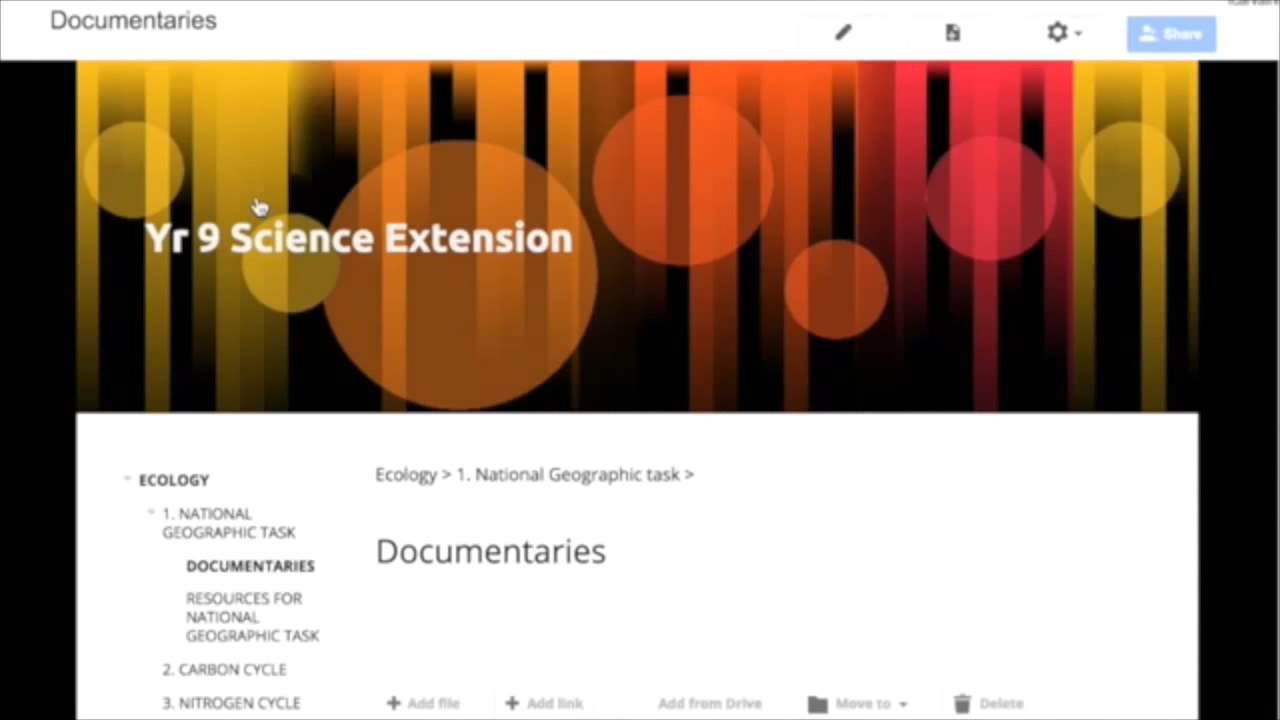 Documentaries
Share
Yr 9 Science Extension
ECOLOGY
1. NATIONAL
GEOGRAPHIC TASK
DOCUMENTARIES
RESOURCES FOR
NATIONAL
GEOGRAPHIC TASK
2. CARBON CYCLE
3. NITROGEN CYCLE
Ecology > 1. National Geographic task >
Documentaries
+ Add file + Add link Add from Drive Move to Delete